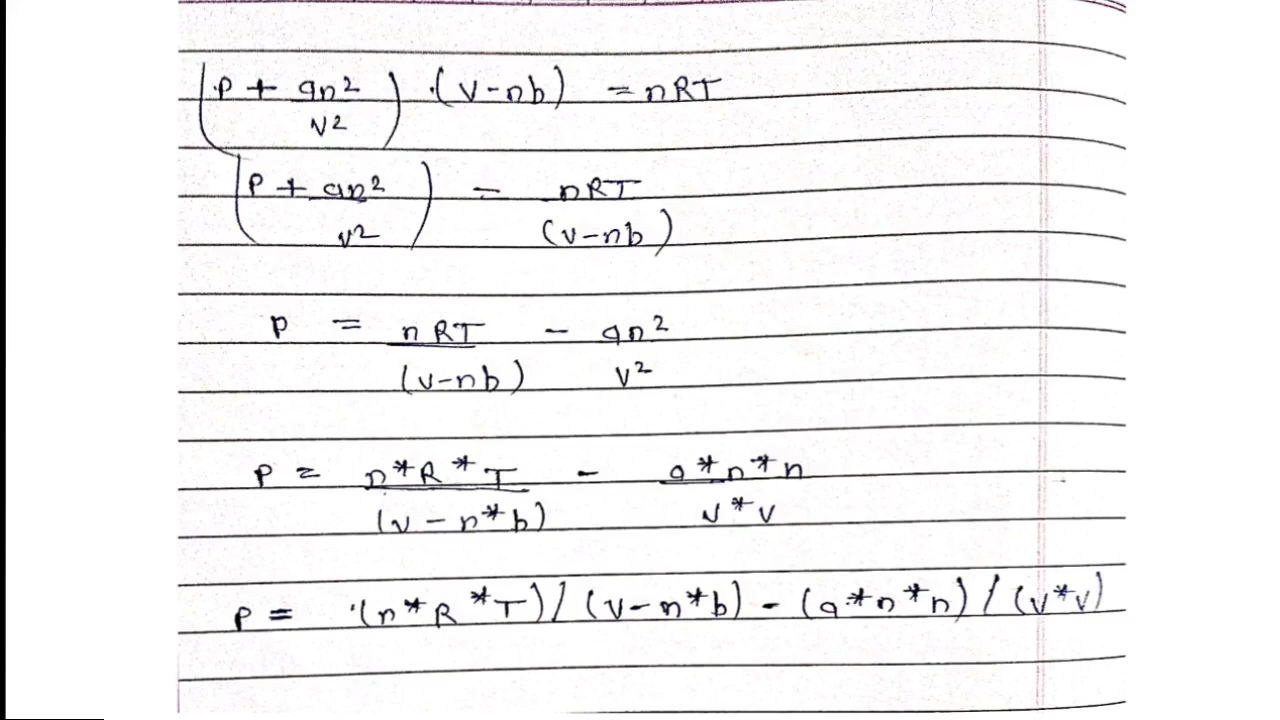 (P + an² / V²) · (V - nb) = nRT
(P + an² / V²) = nRT / (V - nb)
P = nRT / (V - nb) - an² / V²
P = n*R*T / (V - n*b) - a*n*n / V*V
P = (n*R*T) / (V - n*b) - (a*n*n) / (V*V)